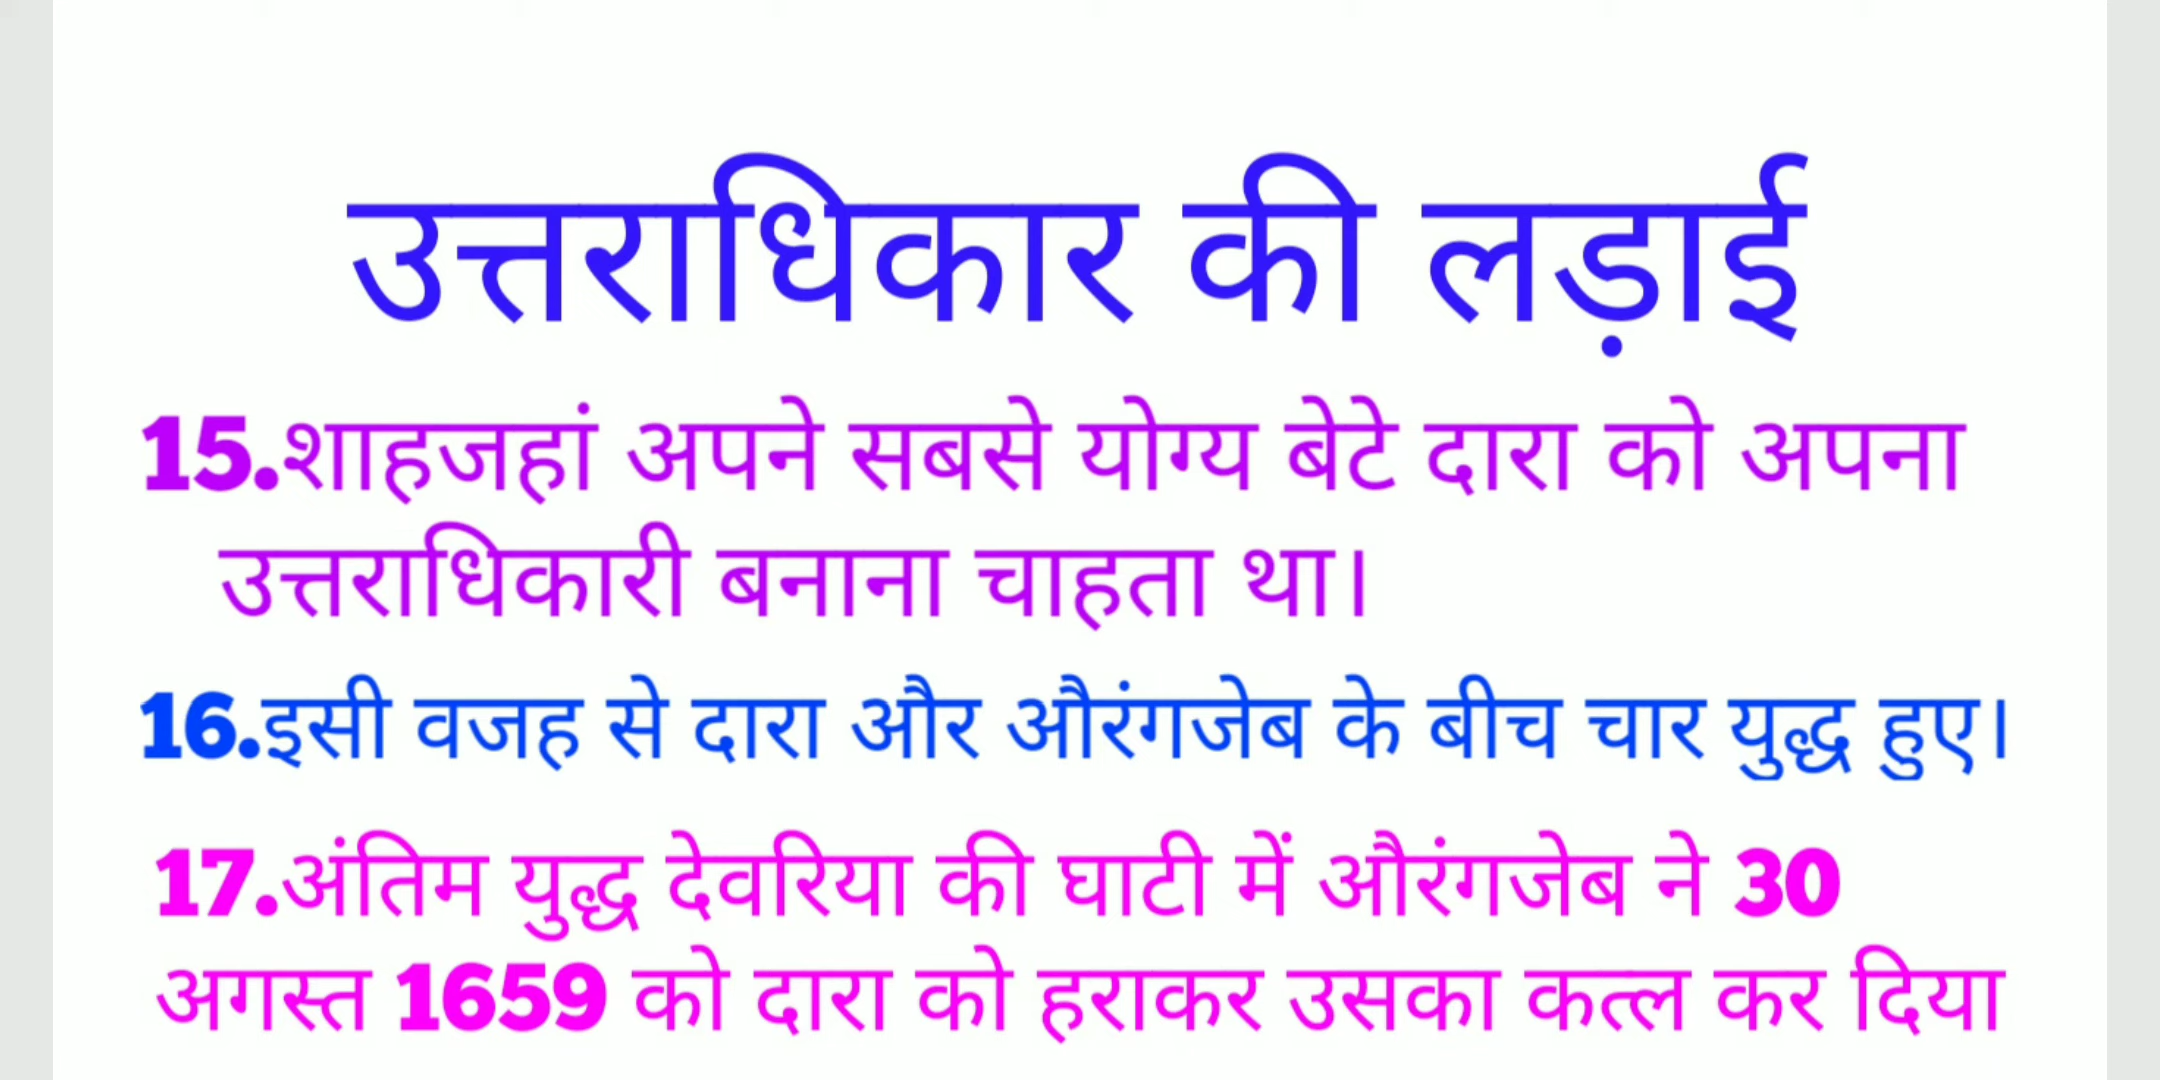 उत्तराधिकार की लड़ाई
15.शाहजहां अपने सबसे योग्य बेटे दारा को अपना
उत्तराधिकारी बनाना चाहता था।
16.इसी वजह से दारा और औरंगजेब के बीच चार युद्ध हुए।
17.अंतिम युद्ध देवरिया की घाटी में औरंगजेब ने 30
अगस्त 1659 को दारा को हराकर उसका कत्ल कर दिया